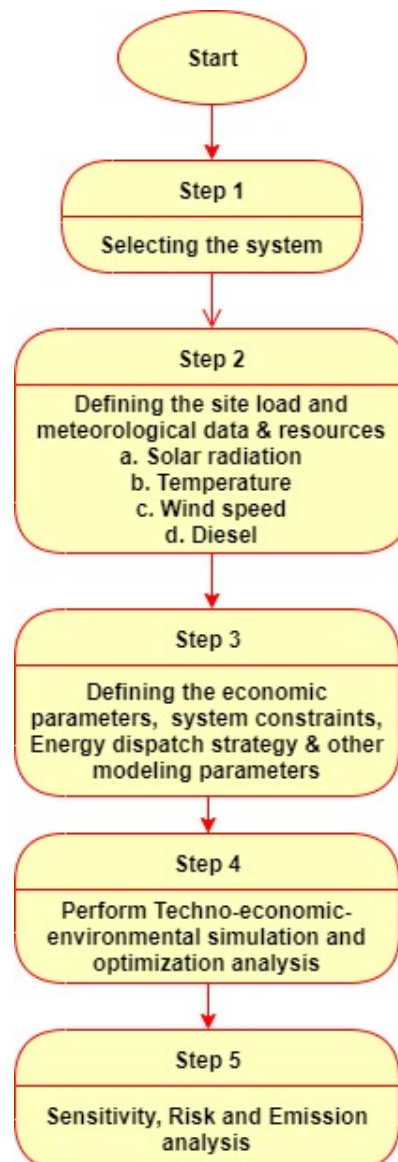 Start
Step 1
Selecting the system
Step 2
Defining the site load and
meteorological data & resources
a. Solar radiation
b. Temperature
c. Wind speed
d. Diesel
Step 3
Defining the economic
parameters, system constraints,
Energy dispatch strategy & other
modeling parameters
Step 4
Perform Techno-economic-
environmental simulation and
optimization analysis
Step 5
Sensitivity, Risk and Emission
analysis